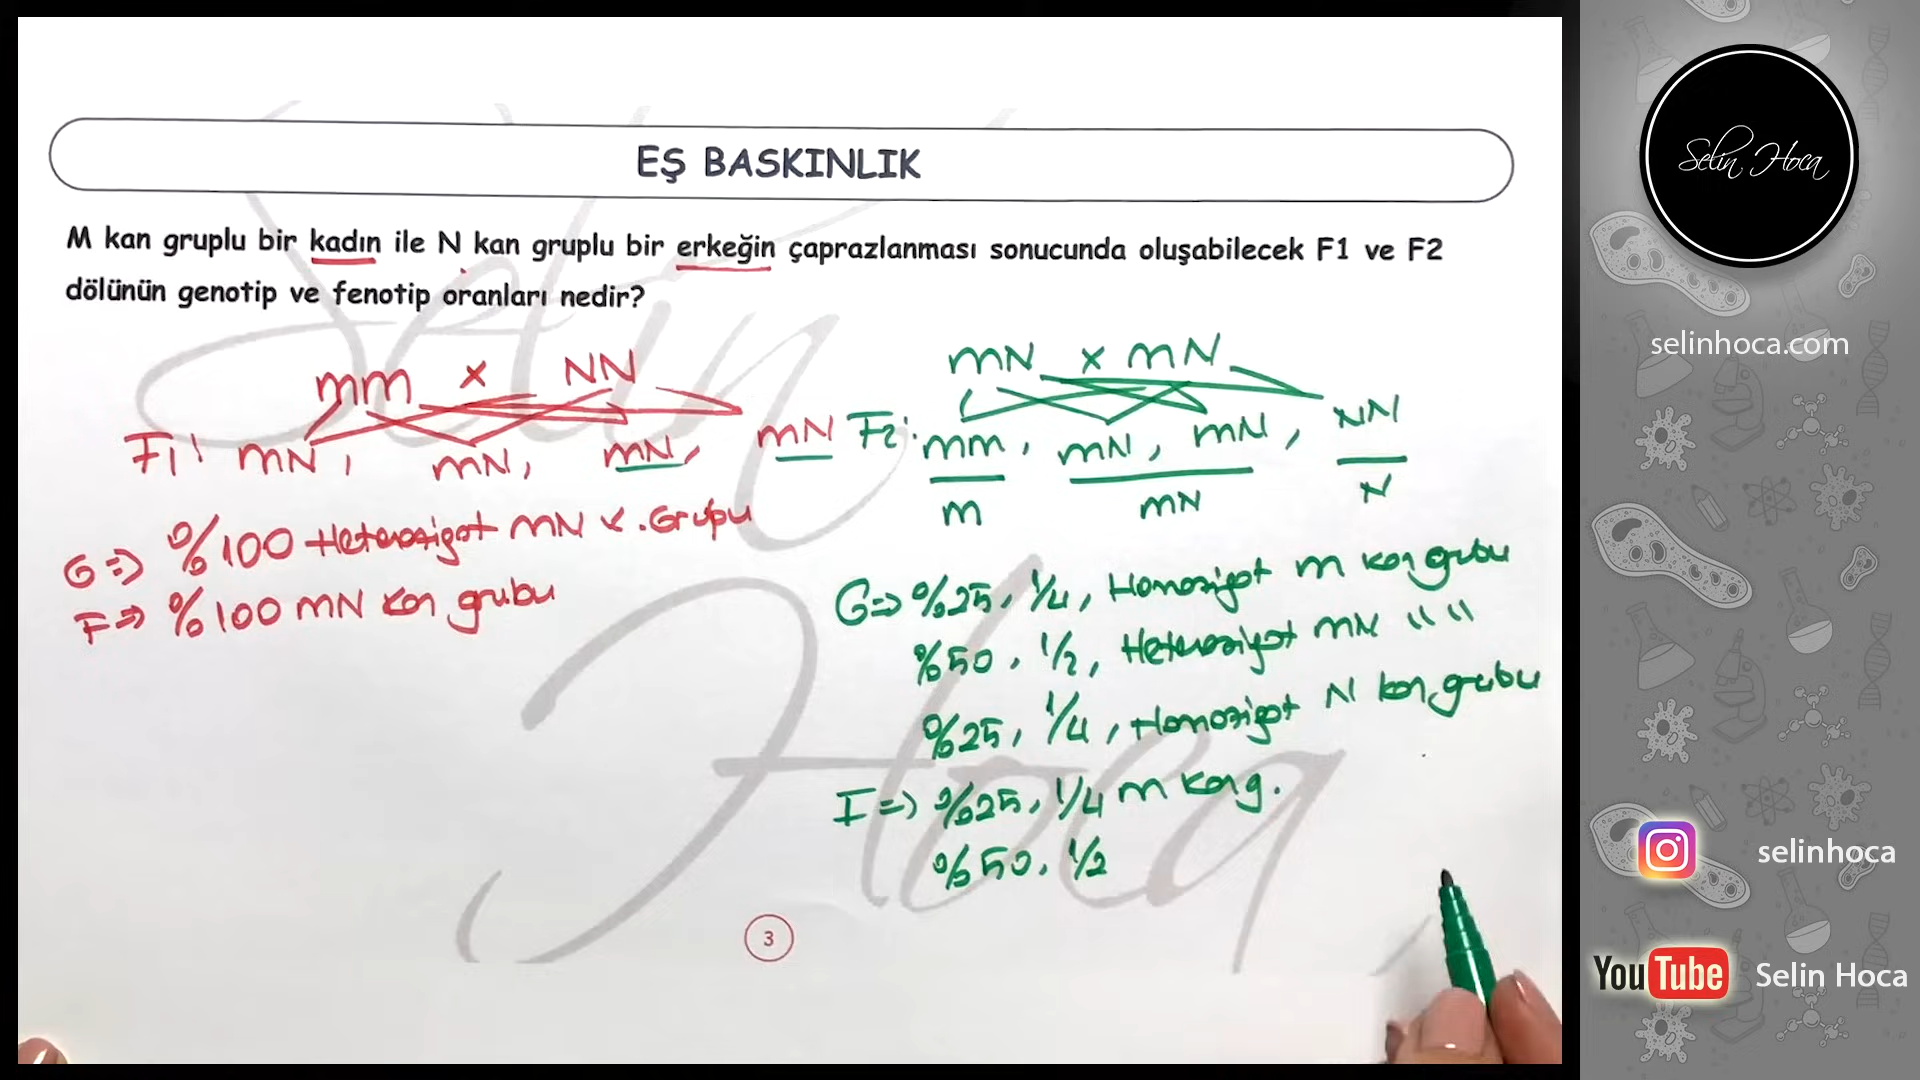 EŞ BASKINLIK
M kan gruplu bir kadın ile N kan gruplu bir erkeğin çaprazlanması sonucunda oluşabilecek F1 ve F2
dölünün genotip ve fenotip oranları nedir?
mm x NN
F1: mN, mN, mN, mN
G => %100 Heterozigot mN k. Grubu
F => %100 mN kan grubu
mN x mN
F2: mm, mN, mN, NN
m mN N
G => %25, 1/4, Homozigot m kan grubu
%50, 1/2, Heterozigot mN " "
%25, 1/4, Homozigot N kan grubu
F => %25, 1/4 m kan g.
%50, 1/2
3
Selin Hoca
Selin Hoca
selinhoca.com
selinhoca
YouTube Selin Hoca